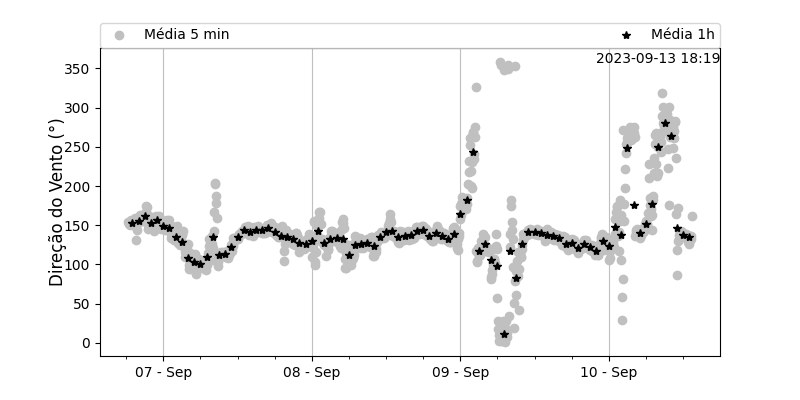 Média 5 min
Média 1h
2023-09-13 18:19
Direção do Vento (°)
350
300
250
200
150
100
50
0
07 - Sep
08 - Sep
09 - Sep
10 - Sep